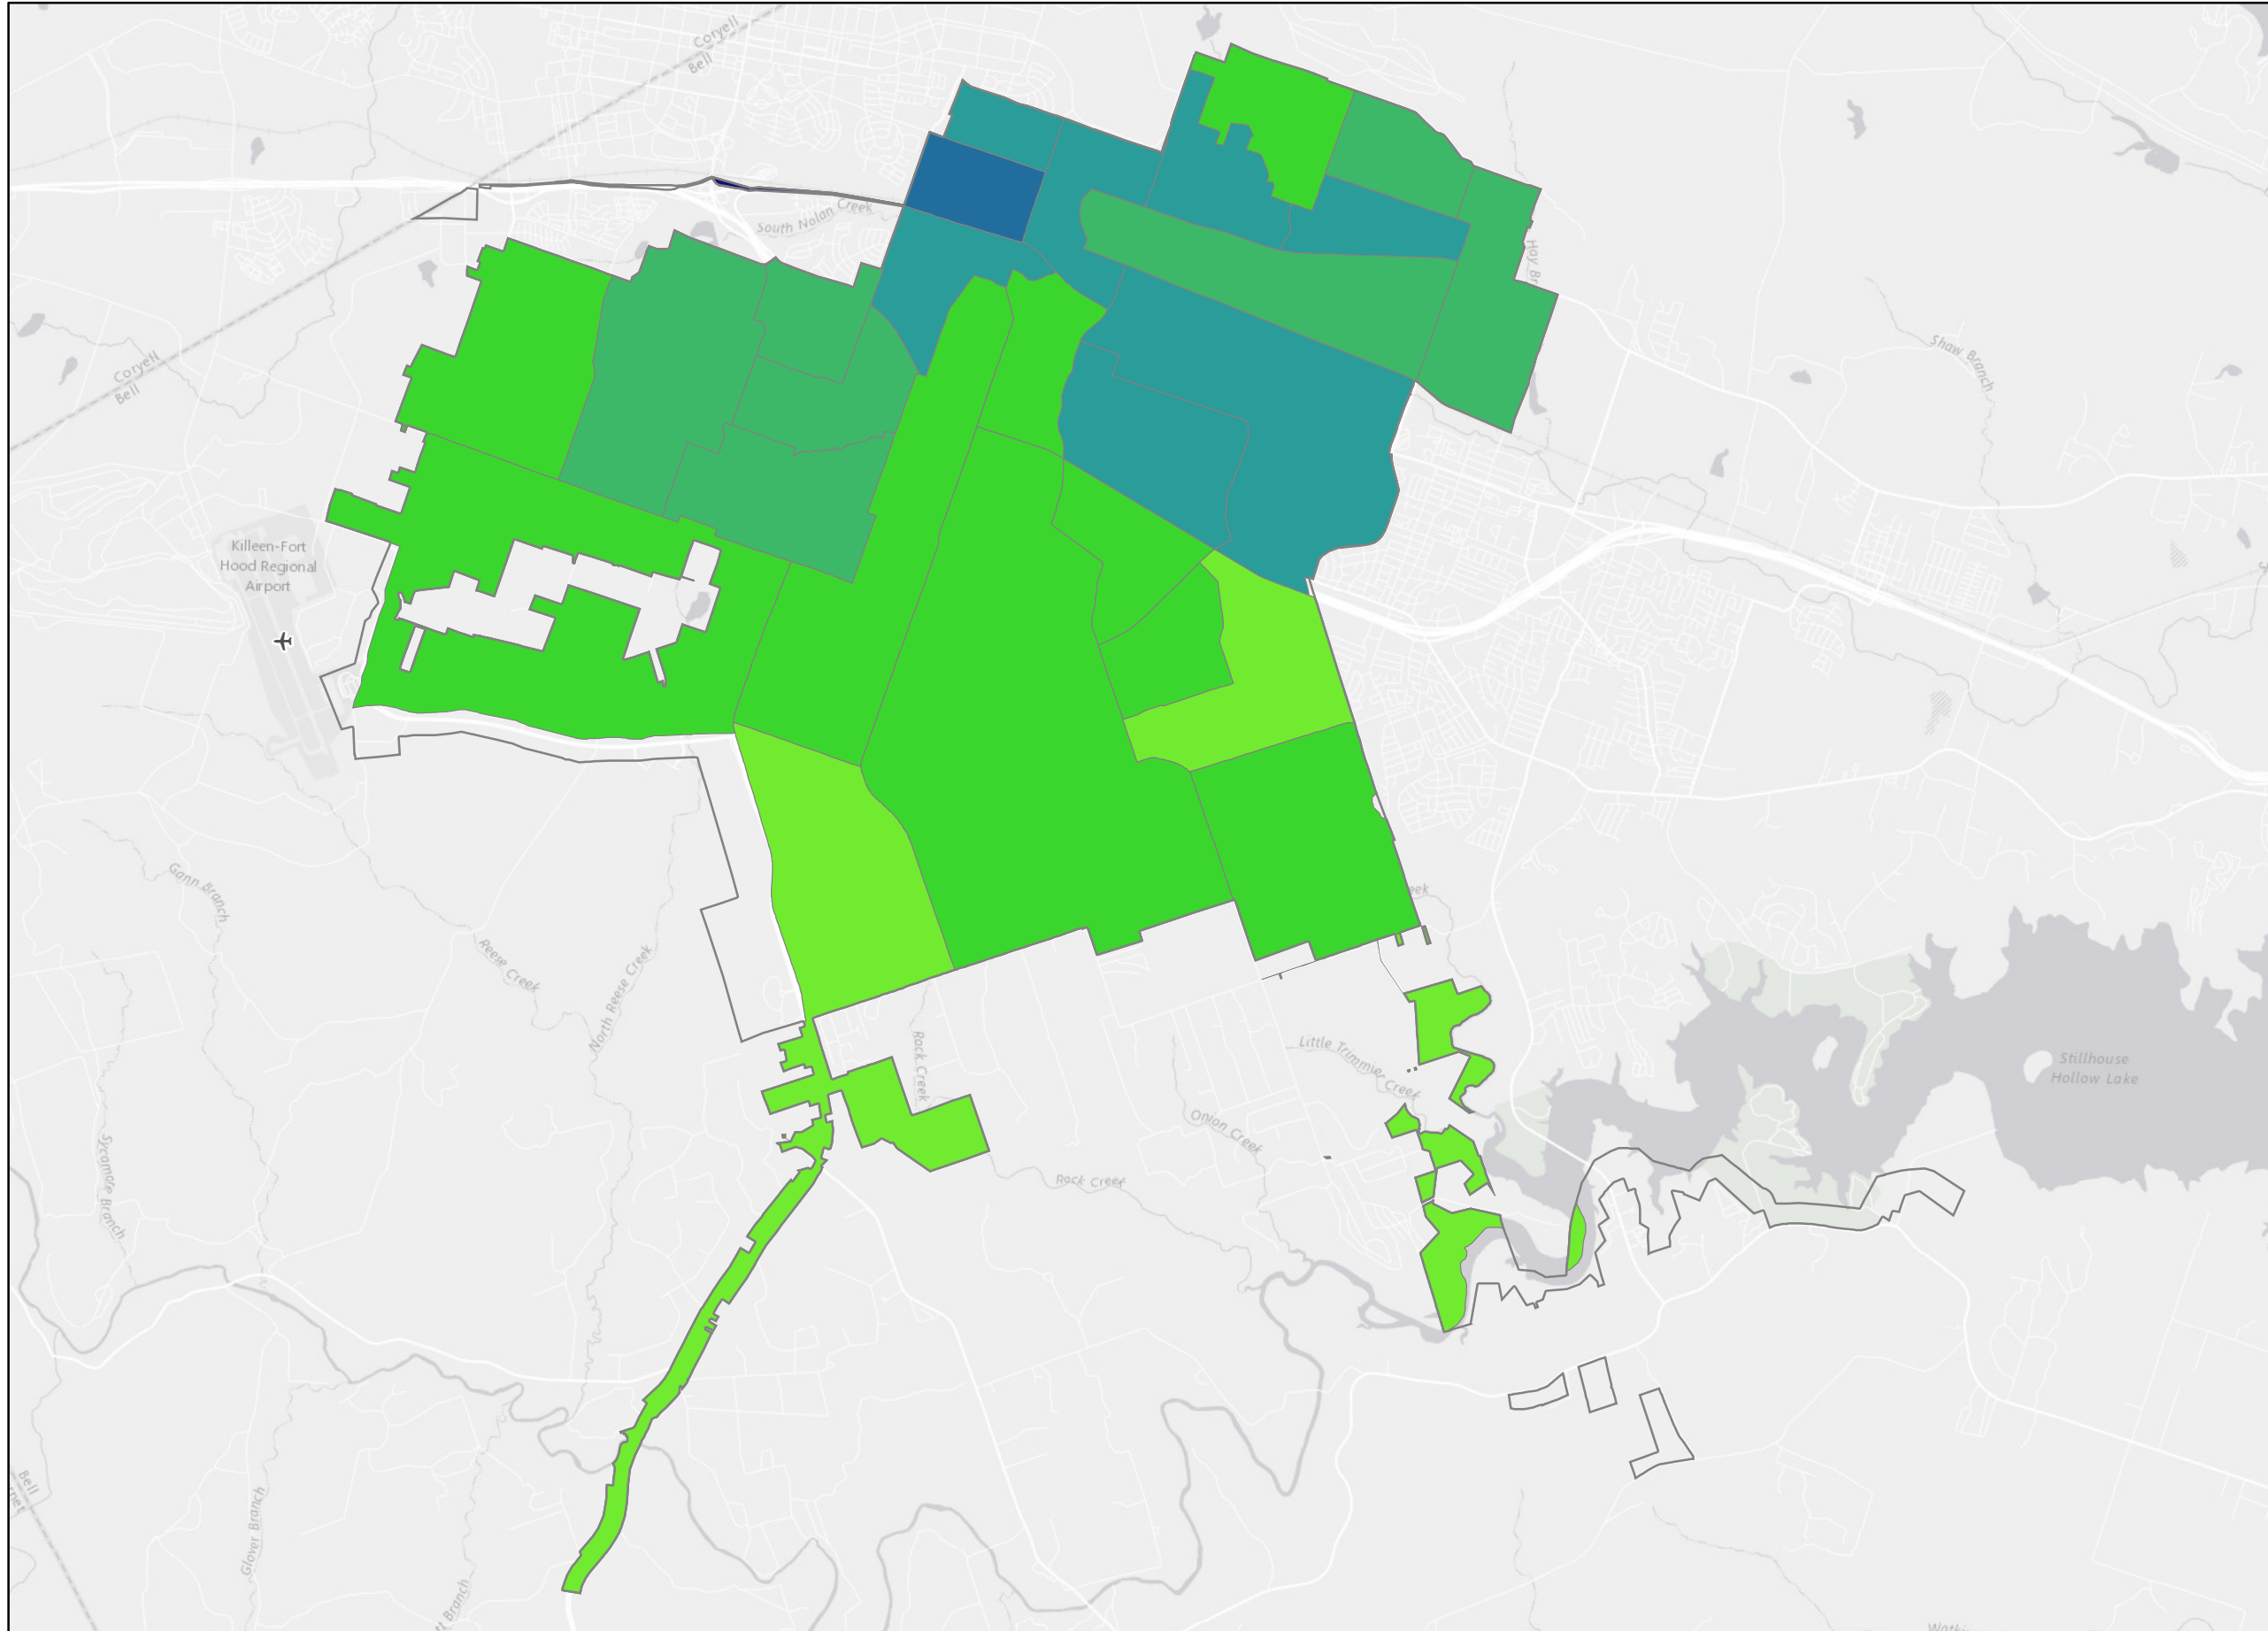 Coryell
Bell
South Nolan Creek
Coryell
Bell
Shaw Branch
Killeen-Fort
Hood Regional
Airport
Gann Branch
Reese Creek
North Reese Creek
Rock Creek
Little Trimmier Creek
Stillhouse
Hollow Lake
Onion Creek
Rock Creek
Sycamore Branch
Glover Branch
Bell